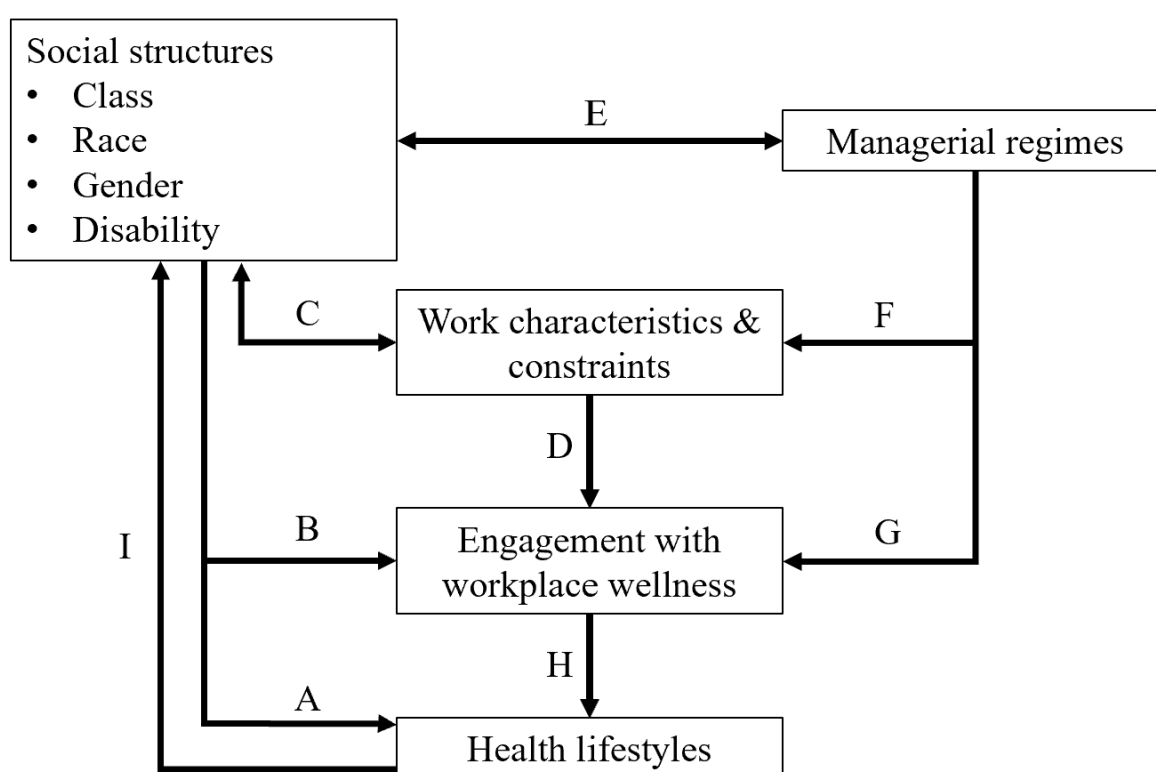 Social structures
• Class
• Race
• Gender
• Disability
E
Managerial regimes
C
Work characteristics &
constraints
F
D
I
B
Engagement with
workplace wellness
G
H
A
Health lifestyles